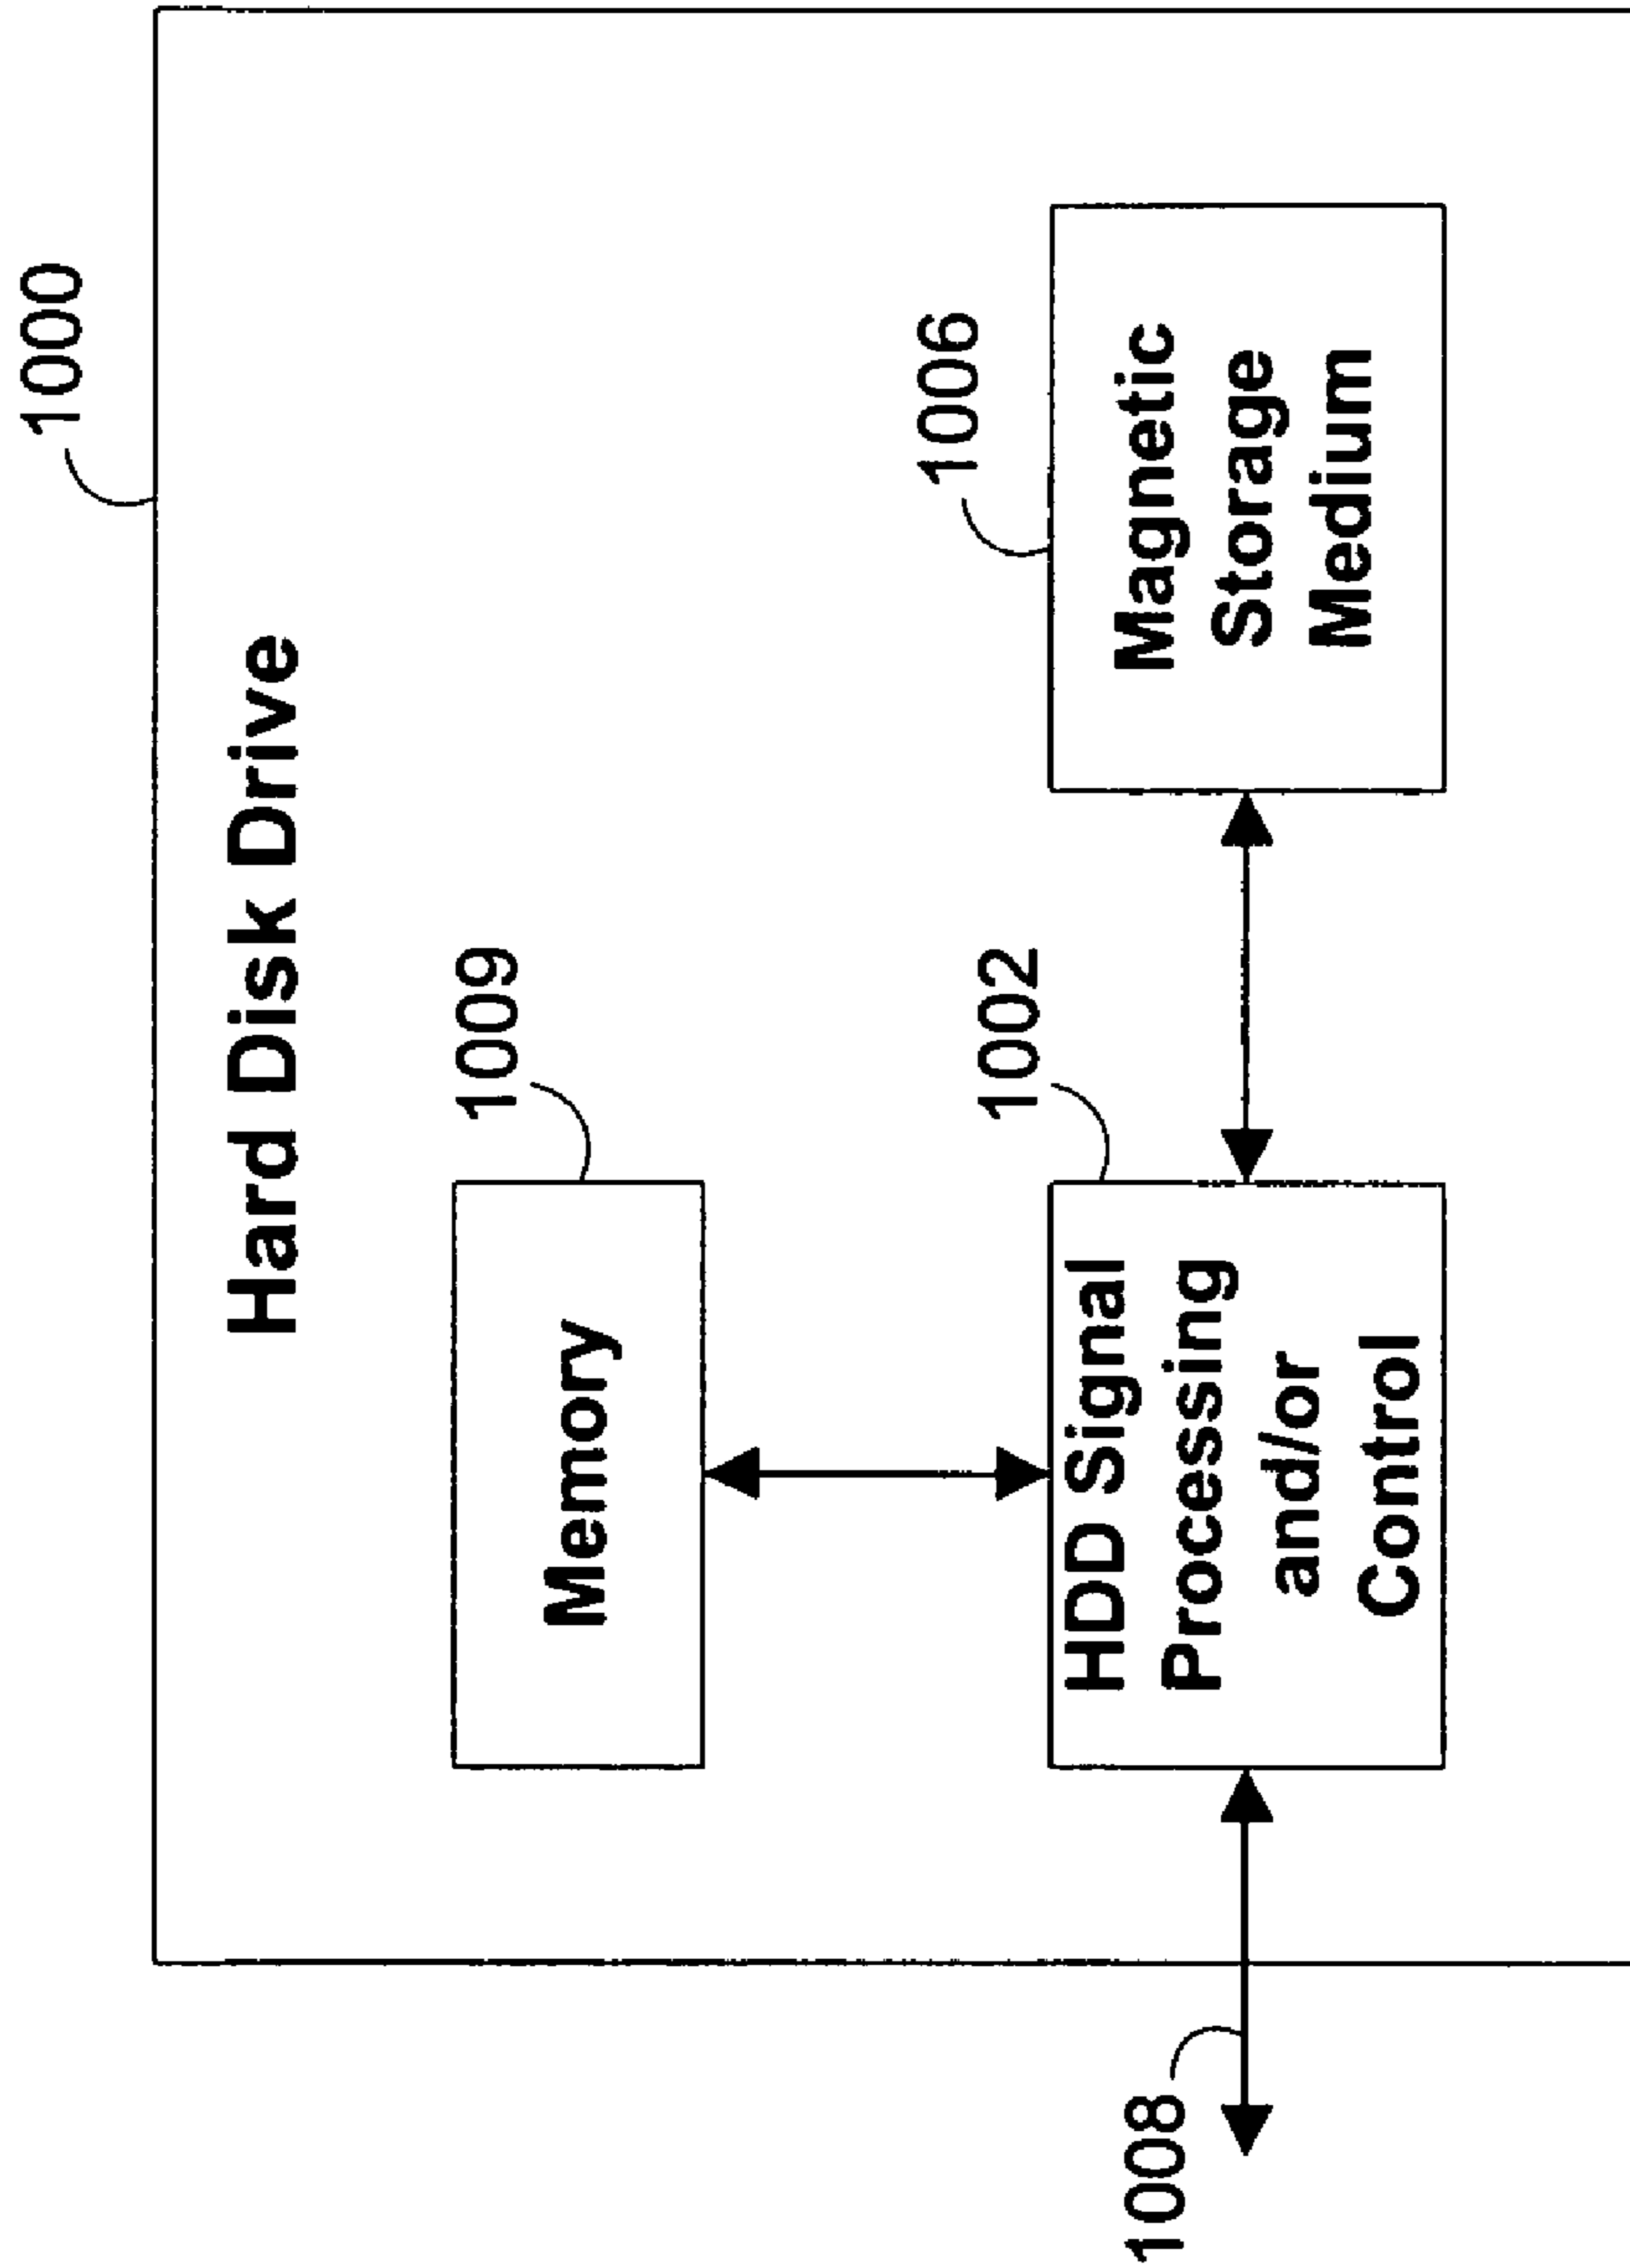 1000
Hard Disk Drive
1009
Memory
1006
1002
HDD Signal
Processing
and/or
Control
Magnetic
Storage
Medium
1008